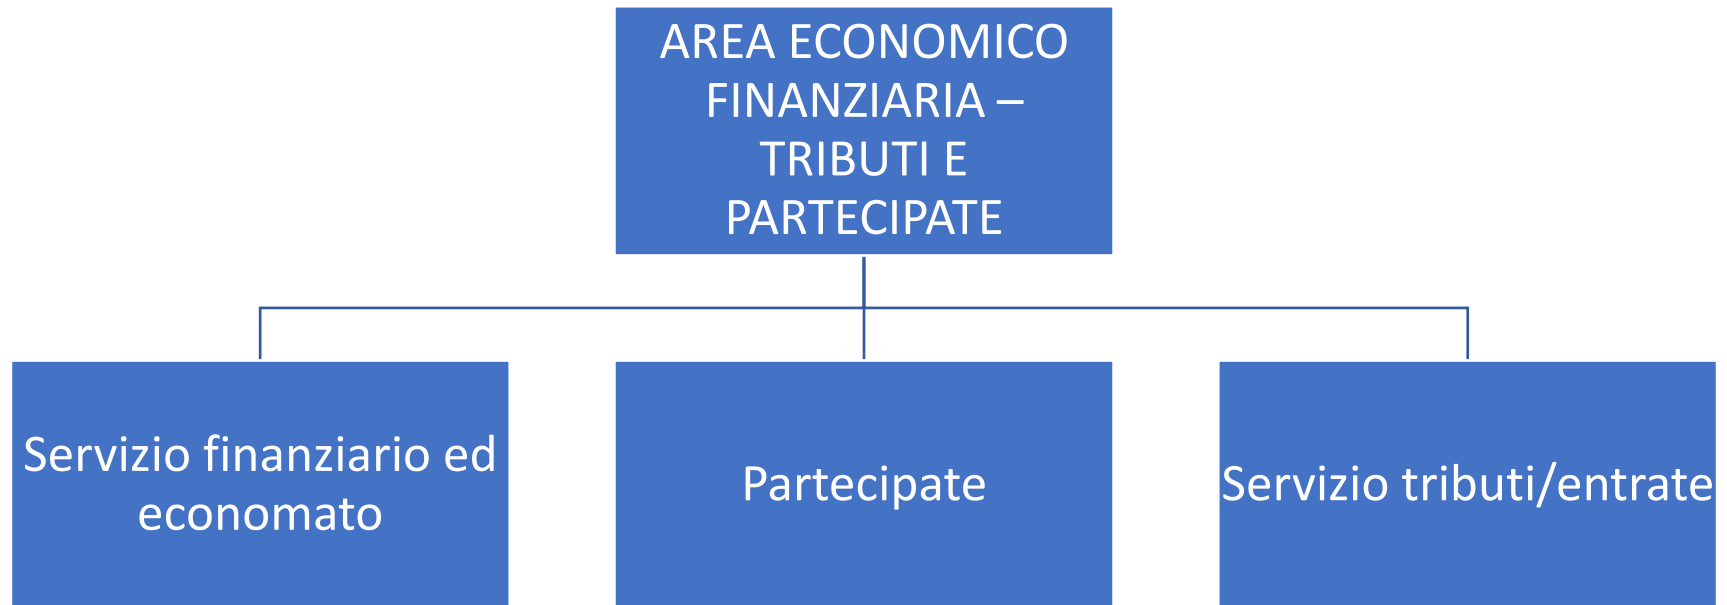 AREA ECONOMICO
FINANZIARIA –
TRIBUTI E
PARTECIPATE
Servizio finanziario ed
economato
Partecipate
Servizio tributi/entrate